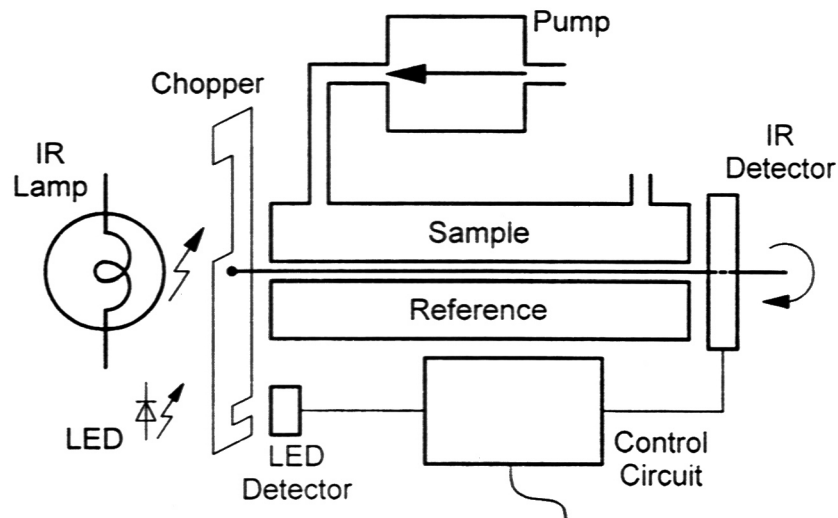 Pump
Chopper
IR
Lamp
IR
Detector
Sample
Reference
LED
LED
Detector
Control
Circuit